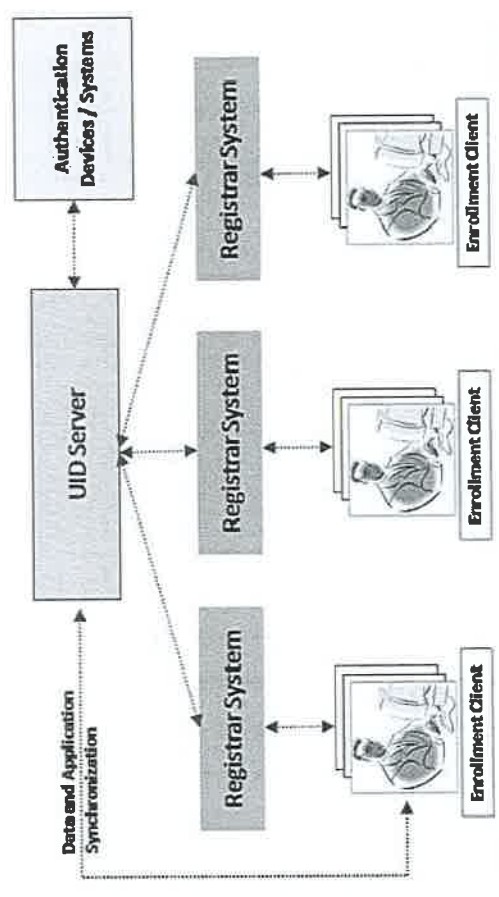 Authentication
Devices / Systems
UID Server
Data and Application
Synchronization
Registrar System
Registrar System
Registrar System
Enrollment Client
Enrollment Client
Enrollment Client